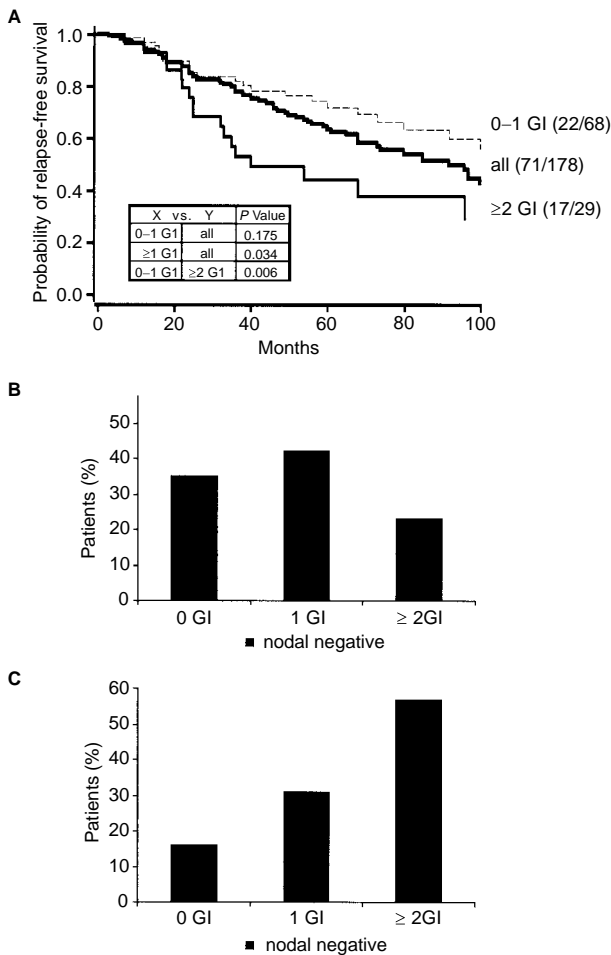 A
Probability of relapse-free survival
1.0
0.8
0.6
0.4
0.2
0.0
0–1 GI (22/68)
all (71/178)
≥2 GI (17/29)
X vs. Y P Value
0–1 G1 all 0.175
≥1 G1 all 0.034
0–1 G1 ≥2 G1 0.006
0 20 40 60 80 100
Months
B
Patients (%)
50
40
30
20
10
0
0 GI 1 GI ≥ 2GI
■ nodal negative
C
Patients (%)
60
50
40
30
20
10
0
0 GI 1 GI ≥ 2GI
■ nodal negative